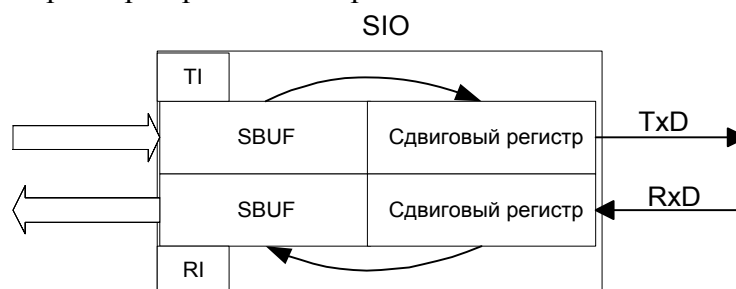 SIO
TI
SBUF
Сдвиговый регистр
TxD
SBUF
Сдвиговый регистр
RxD
RI